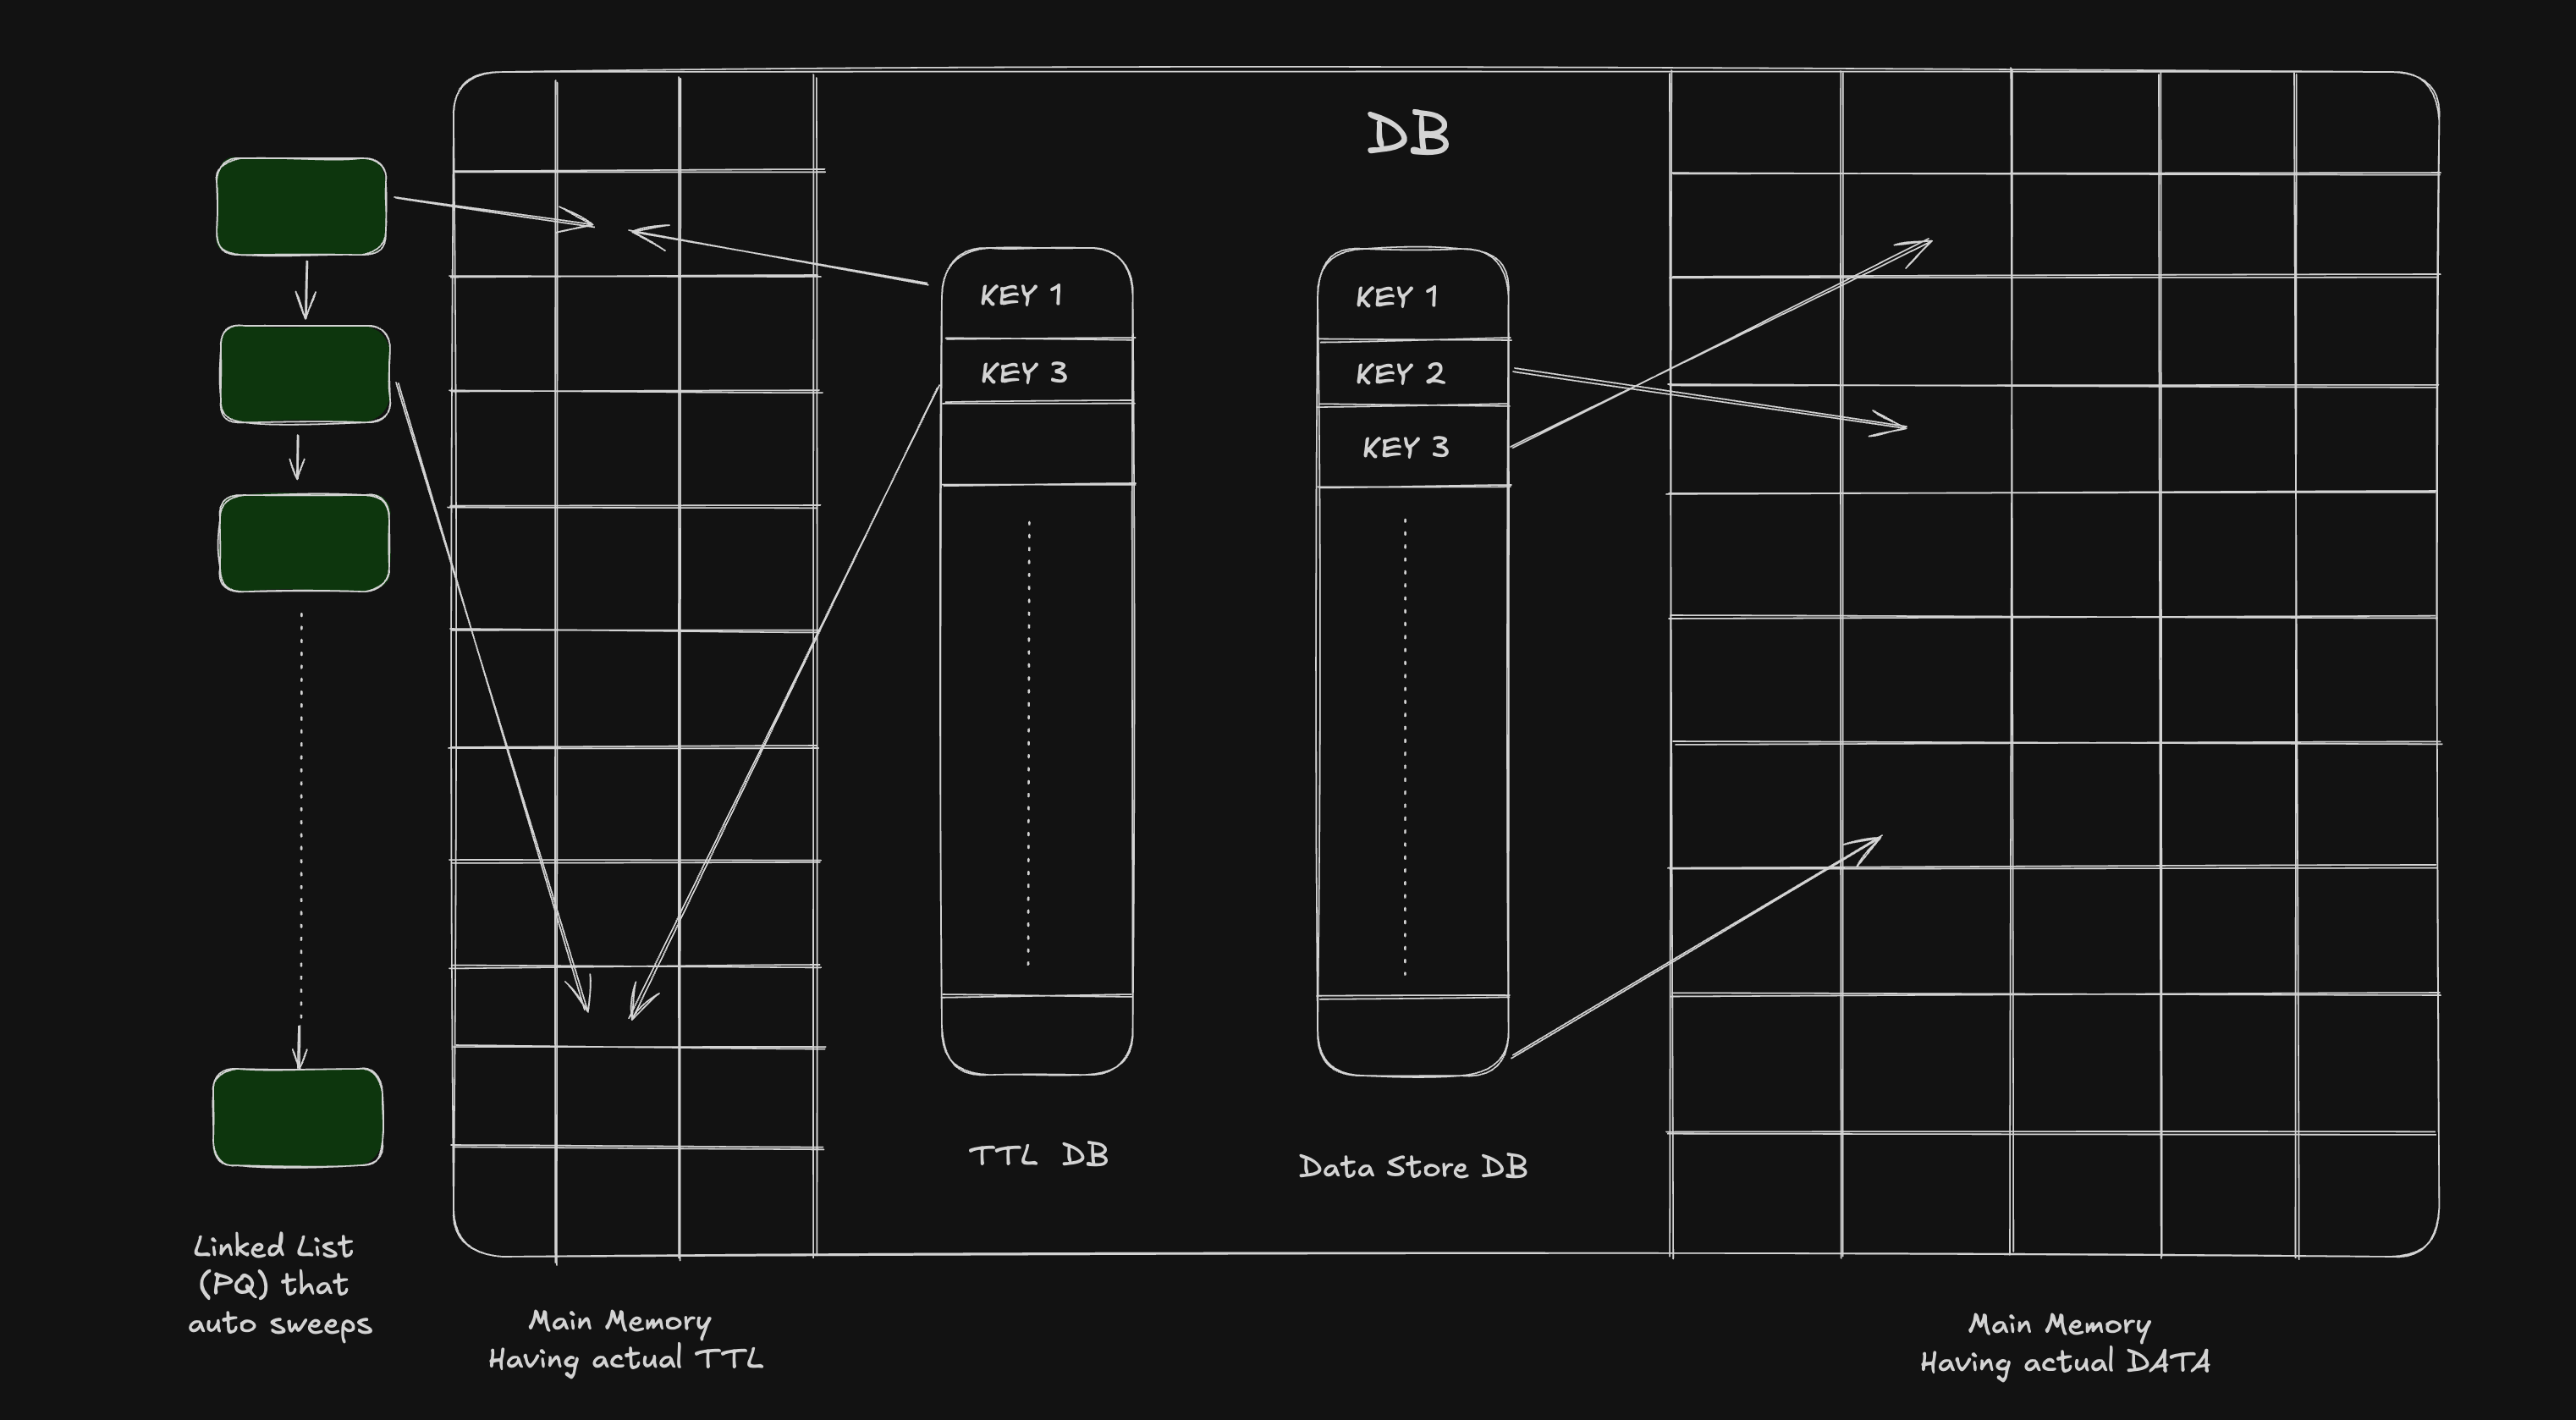 DB
KEY 1
KEY 3
KEY 1
KEY 2
KEY 3
TTL DB
Data Store DB
Linked List
(PQ) that
auto sweeps
Main Memory
Having actual TTL
Main Memory
Having actual DATA